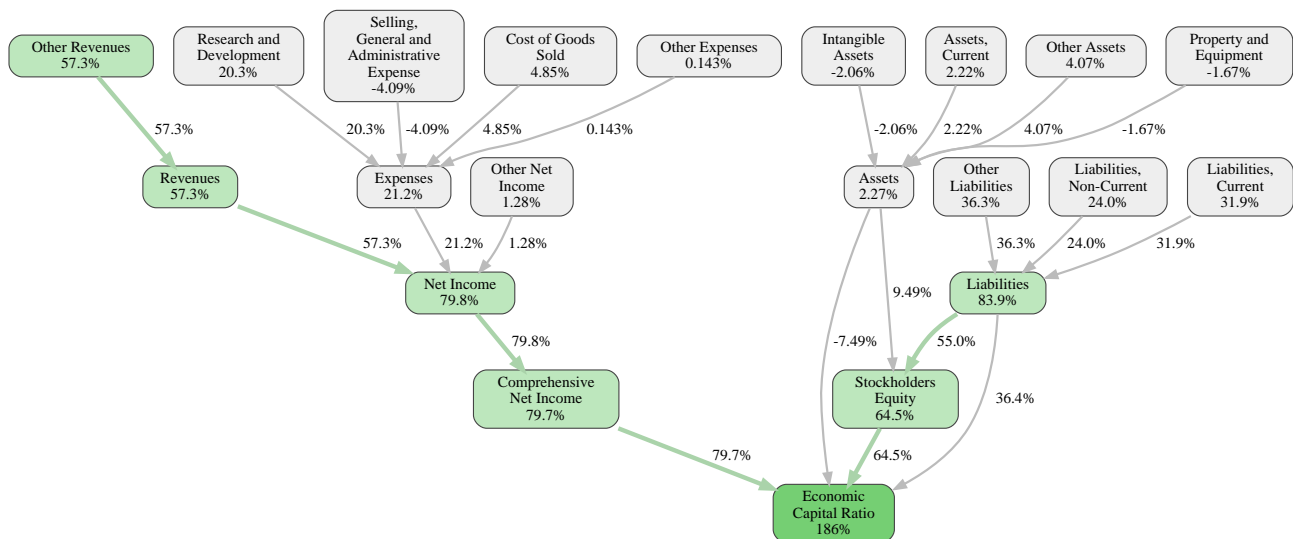 Other Revenues
57.3%
Research and
Development
20.3%
Selling,
General and
Administrative
Expense
-4.09%
Cost of Goods
Sold
4.85%
Other Expenses
0.143%
Intangible
Assets
-2.06%
Assets,
Current
2.22%
Other Assets
4.07%
Property and
Equipment
-1.67%
57.3%
20.3%
-4.09%
4.85%
0.143%
-2.06%
2.22%
4.07%
-1.67%
Revenues
57.3%
Expenses
21.2%
Other Net
Income
1.28%
Assets
2.27%
Other
Liabilities
36.3%
Liabilities,
Non-Current
24.0%
Liabilities,
Current
31.9%
57.3%
21.2%
1.28%
36.3%
24.0%
31.9%
Net Income
79.8%
9.49%
Liabilities
83.9%
79.8%
-7.49%
55.0%
Comprehensive
Net Income
79.7%
Stockholders
Equity
64.5%
36.4%
79.7%
64.5%
Economic
Capital Ratio
186%